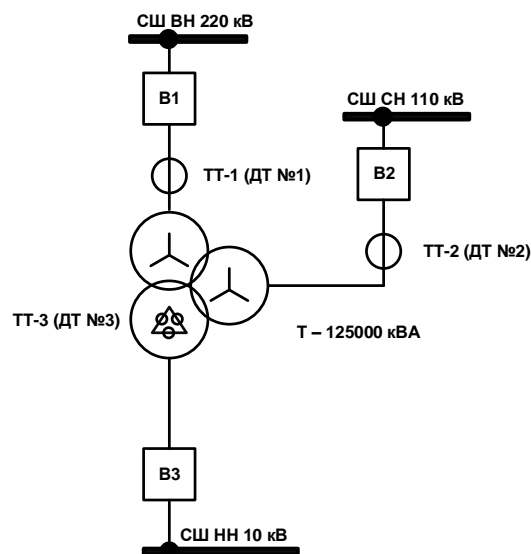 СШ ВН 220 кВ
В1
СШ СН 110 кВ
В2
ТТ-1 (ДТ №1)
ТТ-2 (ДТ №2)
ТТ-3 (ДТ №3)
Т – 125000 кВА
В3
СШ НН 10 кВ